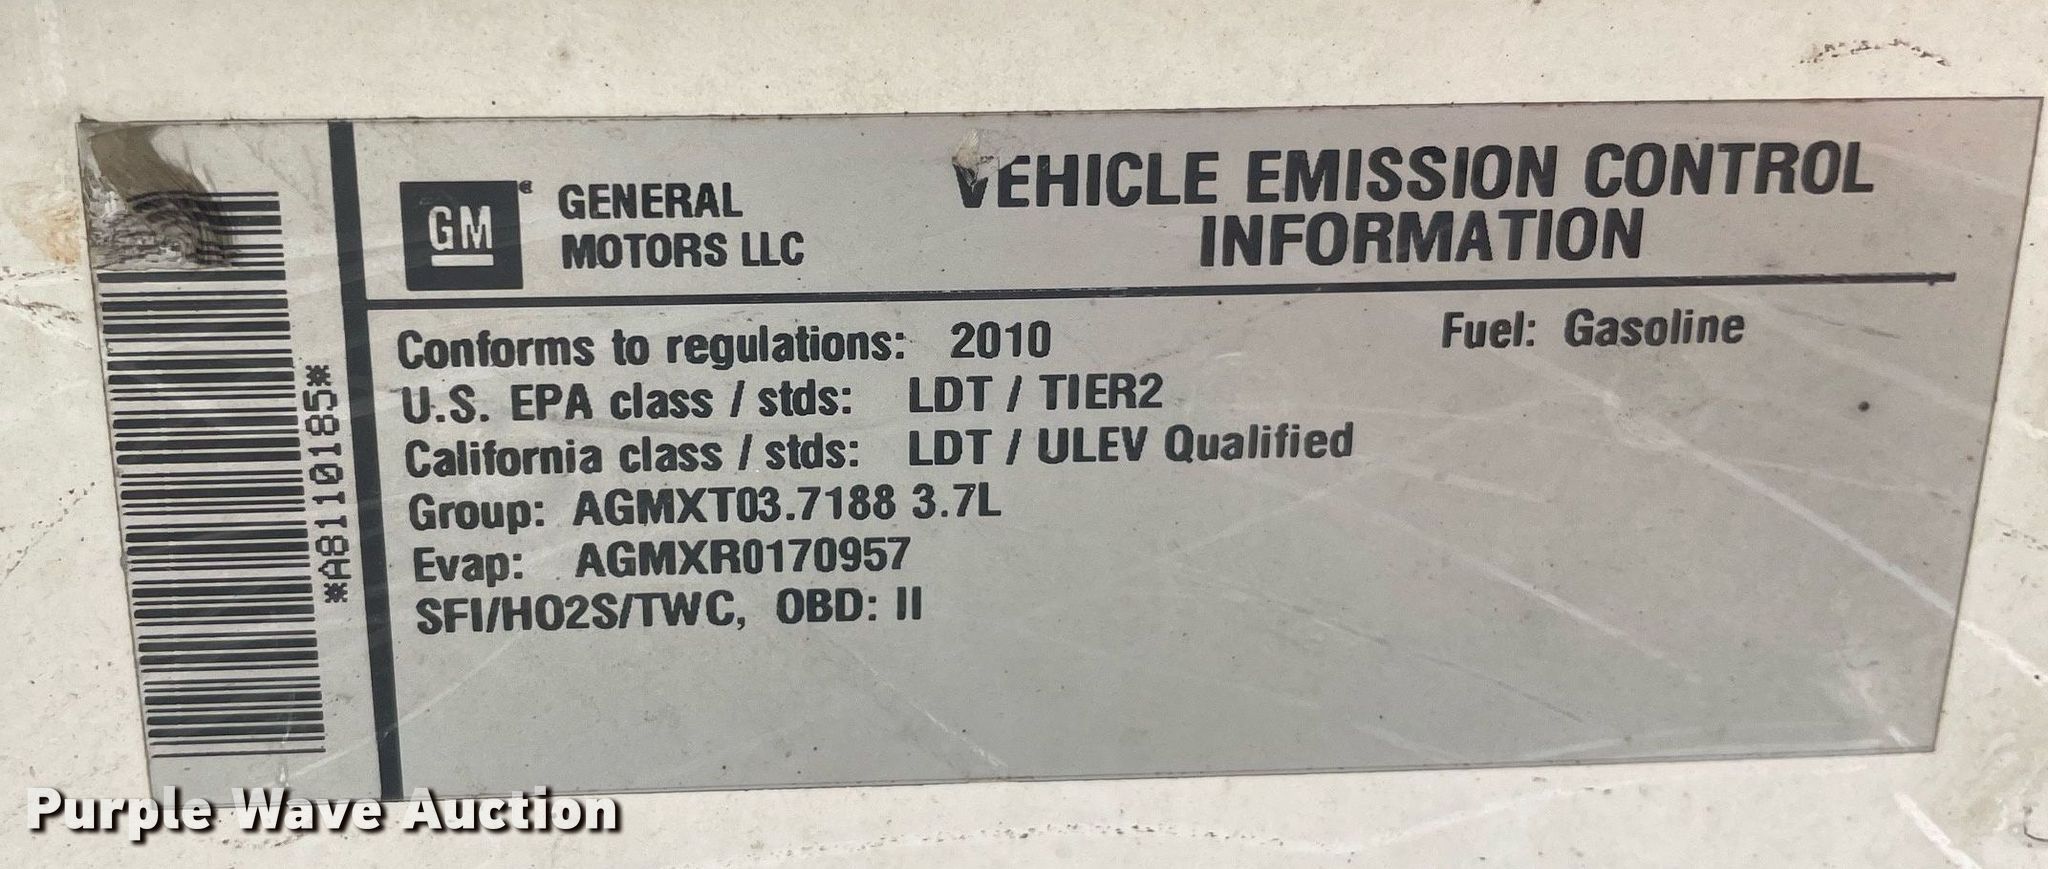 *A8110185*
GM
GENERAL
MOTORS LLC
VEHICLE EMISSION CONTROL
INFORMATION
Conforms to regulations: 2010
Fuel: Gasoline
U.S. EPA class / stds: LDT / TIER2
California class / stds: LDT / ULEV Qualified
Group: AGMXT03.7188 3.7L
Evap: AGMXR0170957
SFI/HO2S/TWC, OBD: II
Purple Wave Auction